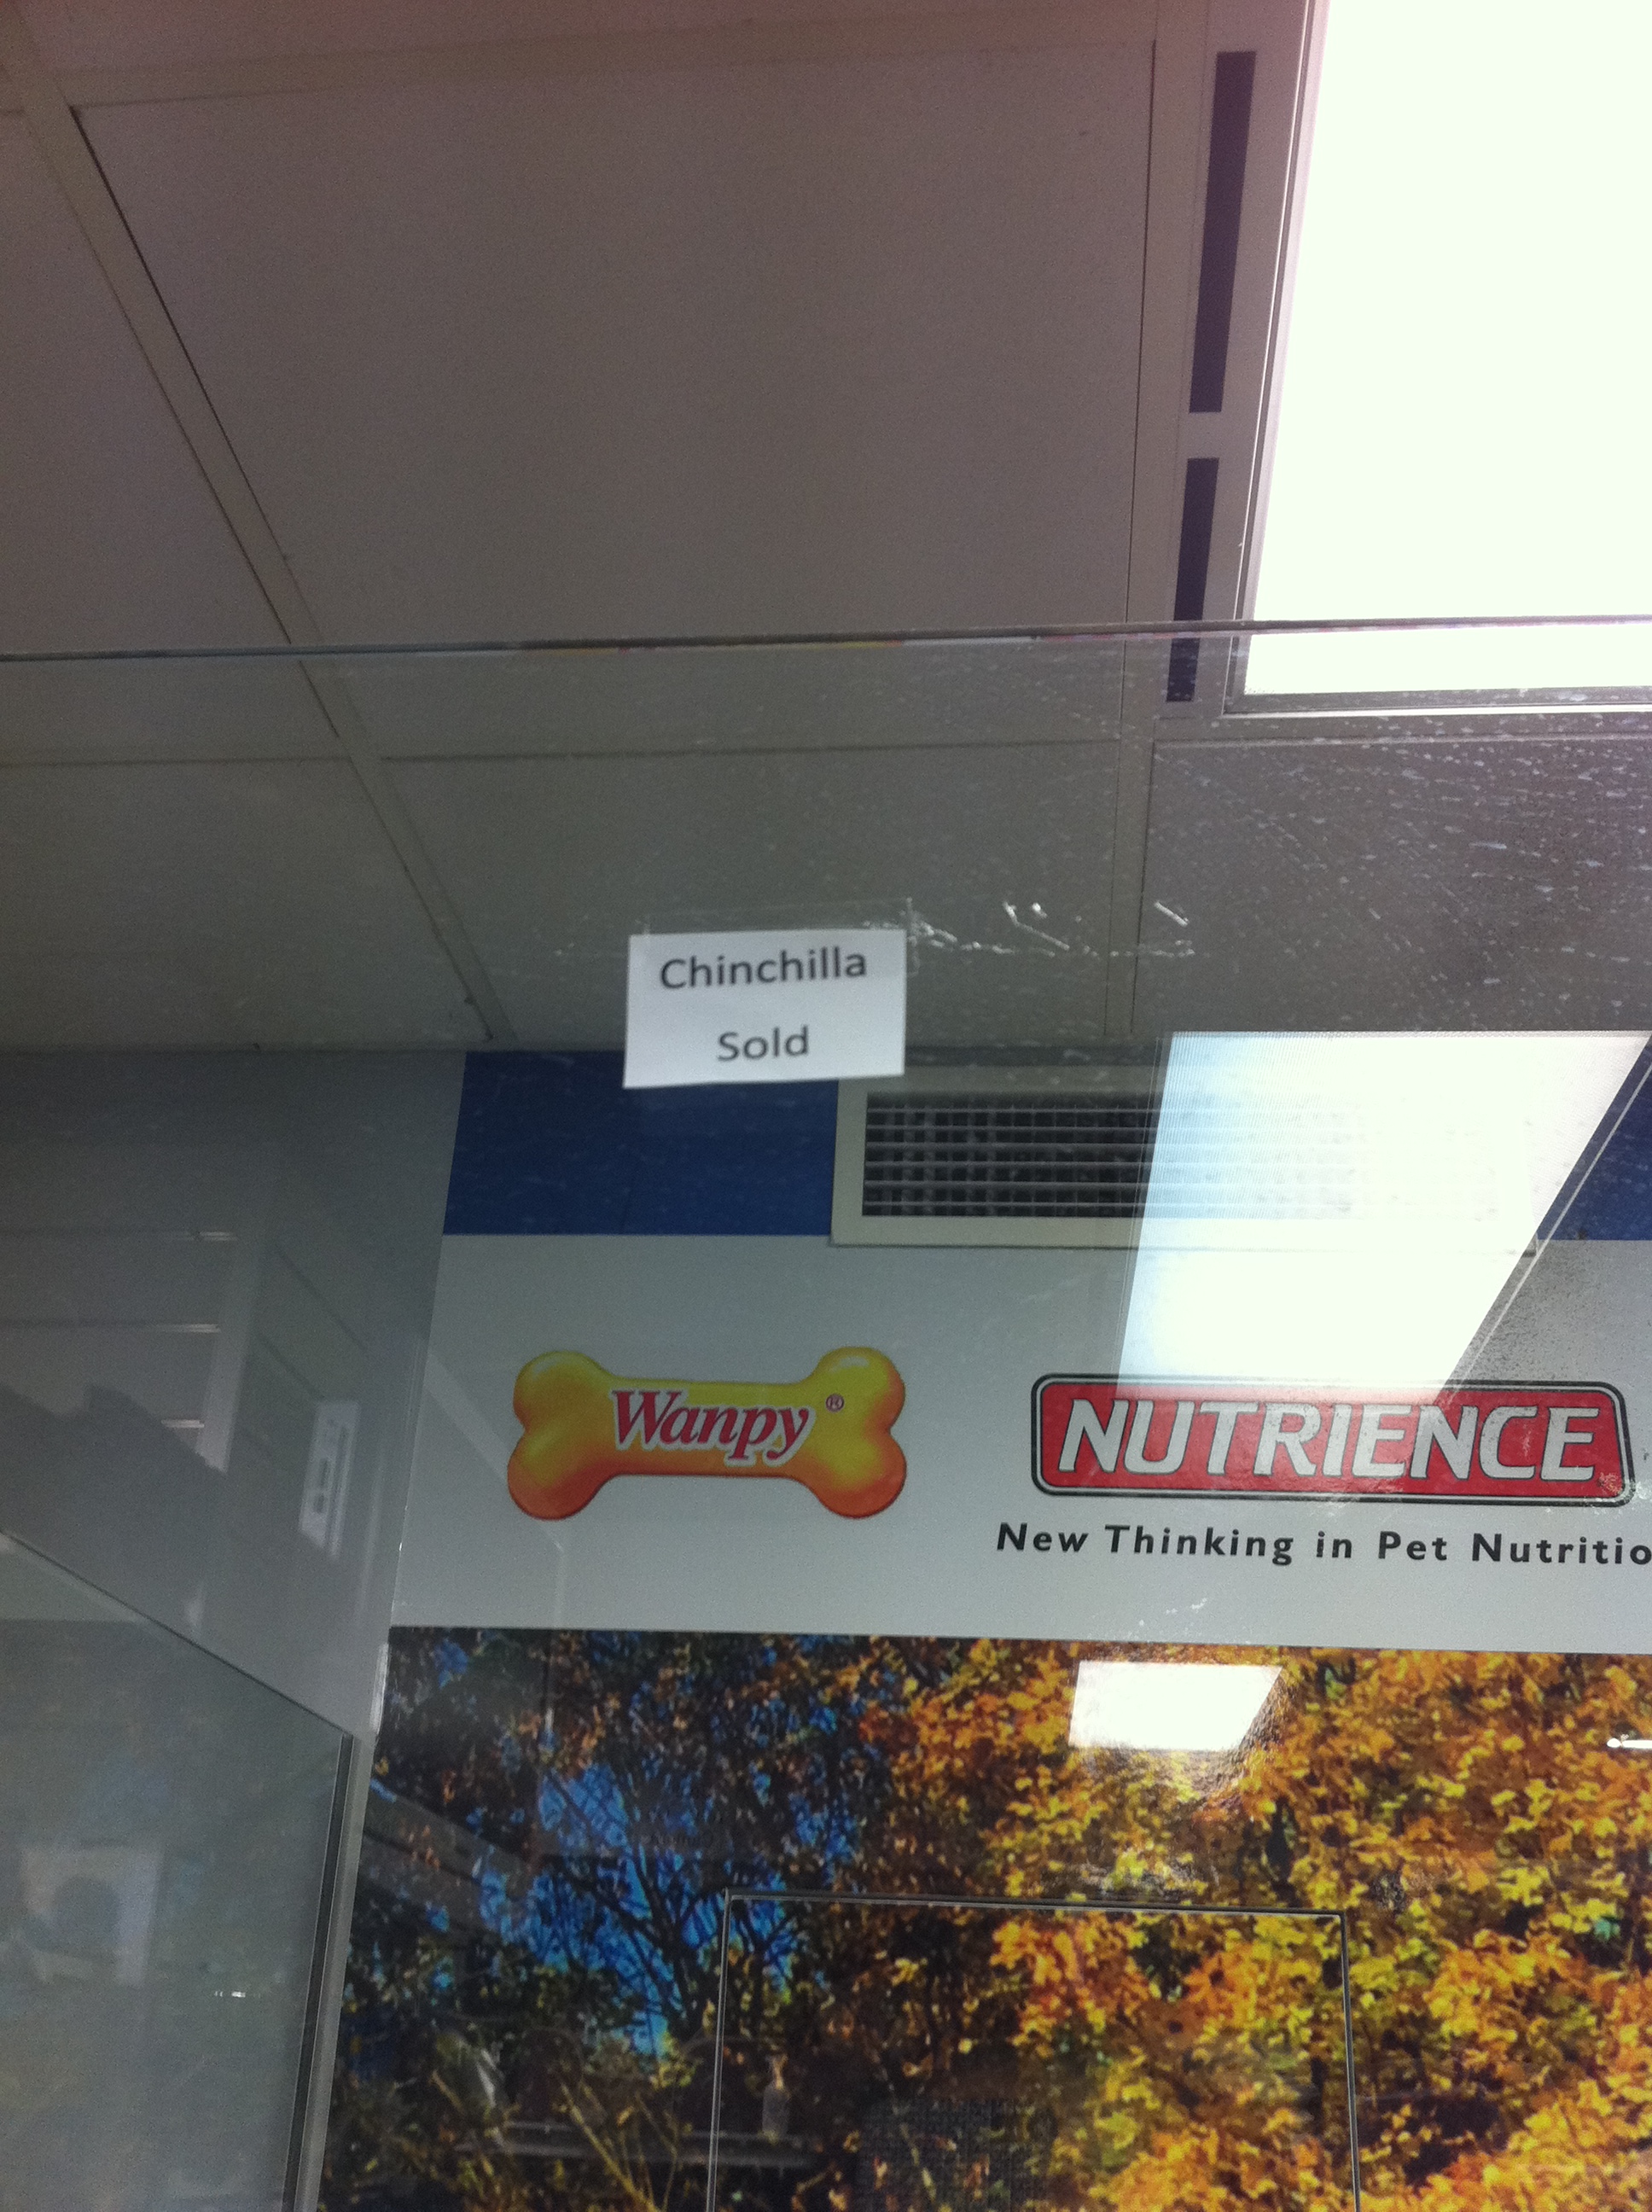 Chinchilla
Sold
Wanpy ®
NUTRIENCE
New Thinking in Pet Nutritio